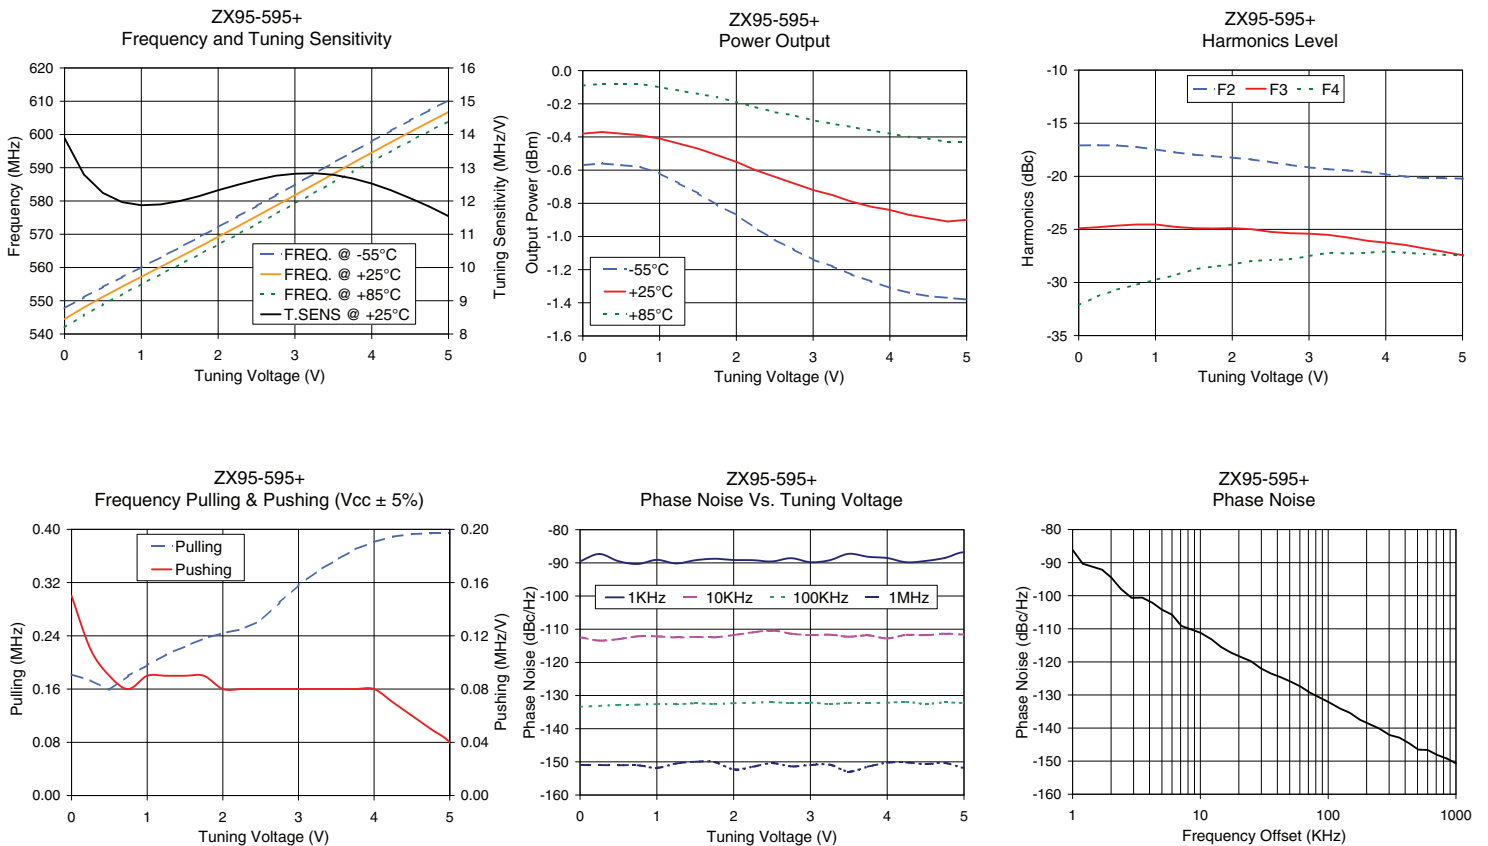 ZX95-595+
Frequency and Tuning Sensitivity
620
610
600
590
580
570
560
550
540
16
15
14
13
12
11
10
9
8
Frequency (MHz)
Tuning Sensitivity (MHz/V)
FREQ. @ -55°C
FREQ. @ +25°C
FREQ. @ +85°C
T.SENS @ +25°C
0 1 2 3 4 5
Tuning Voltage (V)
ZX95-595+
Power Output
0.0
-0.2
-0.4
-0.6
-0.8
-1.0
-1.2
-1.4
-1.6
Output Power (dBm)
-55°C
+25°C
+85°C
0 1 2 3 4 5
Tuning Voltage (V)
ZX95-595+
Harmonics Level
-10
-15
-20
-25
-30
-35
Harmonics (dBc)
F2 F3 F4
0 1 2 3 4 5
Tuning Voltage (V)
ZX95-595+
Frequency Pulling & Pushing (Vcc ± 5%)
0.40
0.32
0.24
0.16
0.08
0.00
0.20
0.16
0.12
0.08
0.04
0.00
Pulling (MHz)
Pushing (MHz/V)
Pulling
Pushing
0 1 2 3 4 5
Tuning Voltage (V)
ZX95-595+
Phase Noise Vs. Tuning Voltage
-80
-90
-100
-110
-120
-130
-140
-150
-160
Phase Noise (dBc/Hz)
1KHz 10KHz 100KHz 1MHz
0 1 2 3 4 5
Tuning Voltage (V)
ZX95-595+
Phase Noise
-80
-90
-100
-110
-120
-130
-140
-150
-160
Phase Noise (dBc/Hz)
1 10 100 1000
Frequency Offset (KHz)